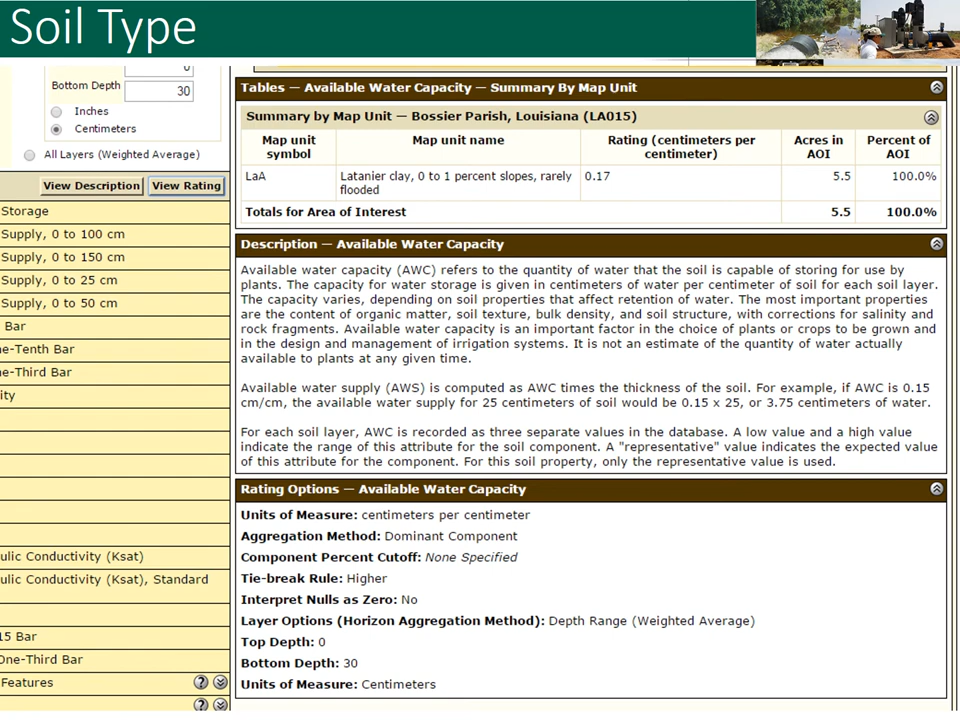 Soil Type
0
Bottom Depth 30
Inches
Centimeters
All Layers (Weighted Average)
View Description View Rating
Storage
Supply, 0 to 100 cm
Supply, 0 to 150 cm
Supply, 0 to 25 cm
Supply, 0 to 50 cm
Bar
ne-Tenth Bar
ne-Third Bar
ity
ulic Conductivity (Ksat)
ulic Conductivity (Ksat), Standard
15 Bar
One-Third Bar
Features
Tables — Available Water Capacity — Summary By Map Unit
Summary by Map Unit — Bossier Parish, Louisiana (LA015)
Map unit symbol
Map unit name
Rating (centimeters per centimeter)
Acres in AOI
Percent of AOI
LaA
Latanier clay, 0 to 1 percent slopes, rarely
flooded
0.17
5.5
100.0%
Totals for Area of Interest 5.5 100.0%
Description — Available Water Capacity
Available water capacity (AWC) refers to the quantity of water that the soil is capable of storing for use by
plants. The capacity for water storage is given in centimeters of water per centimeter of soil for each soil layer.
The capacity varies, depending on soil properties that affect retention of water. The most important properties
are the content of organic matter, soil texture, bulk density, and soil structure, with corrections for salinity and
rock fragments. Available water capacity is an important factor in the choice of plants or crops to be grown and
in the design and management of irrigation systems. It is not an estimate of the quantity of water actually
available to plants at any given time.
Available water supply (AWS) is computed as AWC times the thickness of the soil. For example, if AWC is 0.15
cm/cm, the available water supply for 25 centimeters of soil would be 0.15 x 25, or 3.75 centimeters of water.
For each soil layer, AWC is recorded as three separate values in the database. A low value and a high value
indicate the range of this attribute for the soil component. A "representative" value indicates the expected value
of this attribute for the component. For this soil property, only the representative value is used.
Rating Options — Available Water Capacity
Units of Measure: centimeters per centimeter
Aggregation Method: Dominant Component
Component Percent Cutoff: None Specified
Tie-break Rule: Higher
Interpret Nulls as Zero: No
Layer Options (Horizon Aggregation Method): Depth Range (Weighted Average)
Top Depth: 0
Bottom Depth: 30
Units of Measure: Centimeters